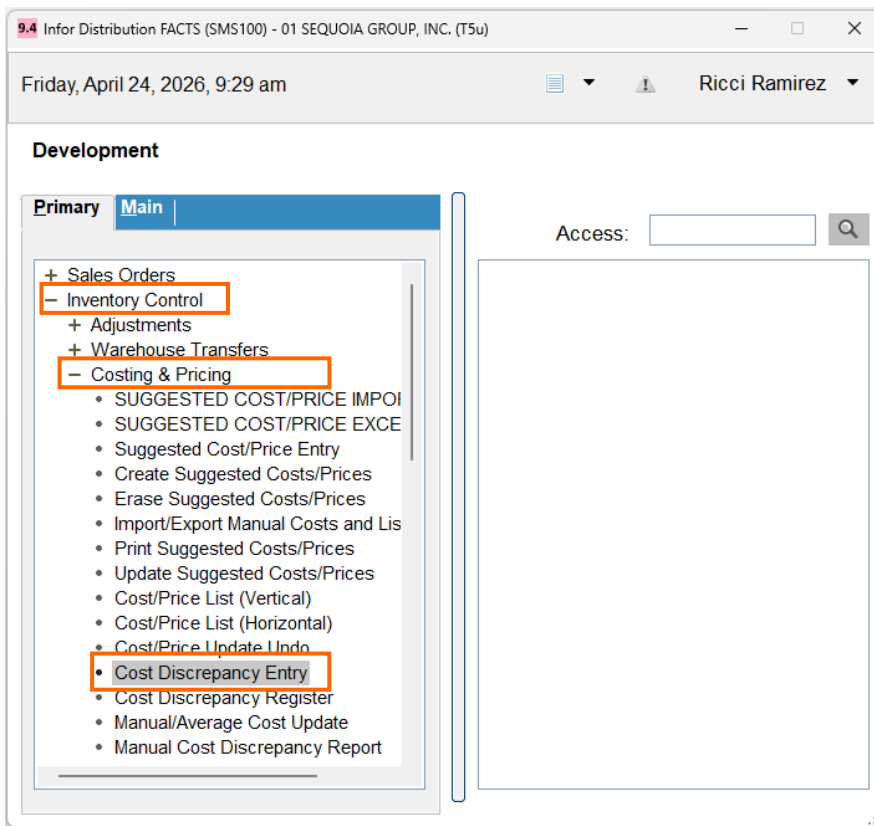 9.4 Infor Distribution FACTS (SMS100) - 01 SEQUOIA GROUP, INC. (T5u)
Friday, April 24, 2026, 9:29 am
Ricci Ramirez
Development
Primary Main
Access:
+ Sales Orders
− Inventory Control
+ Adjustments
+ Warehouse Transfers
− Costing & Pricing
• SUGGESTED COST/PRICE IMPO
• SUGGESTED COST/PRICE EXCE
• Suggested Cost/Price Entry
• Create Suggested Costs/Prices
• Erase Suggested Costs/Prices
• Import/Export Manual Costs and Lis
• Print Suggested Costs/Prices
• Update Suggested Costs/Prices
• Cost/Price List (Vertical)
• Cost/Price List (Horizontal)
• Cost/Price Update Undo
• Cost Discrepancy Entry
• Cost Discrepancy Register
• Manual/Average Cost Update
• Manual Cost Discrepancy Report